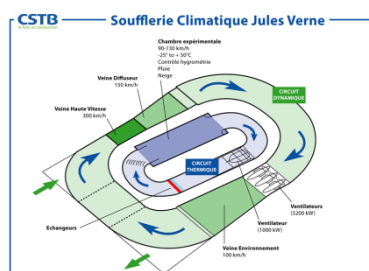 CSTB
Soufflerie Climatique Jules Verne
Chambre expérimentale
90-130 km/h
-25° to + 50°C
Contrôle hygrométrie
Pluie
Neige
Veine Diffuseur
150 km/h
Veine Haute Vitesse
300 km/h
CIRCUIT
DYNAMIQUE
CIRCUIT
THERMIQUE
Echangeurs
Ventilateurs
(3200 kW)
Ventilateur
(1000 kW)
Veine Environnement
100 km/h